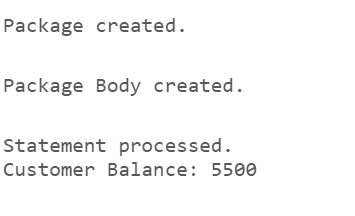 Package created.
Package Body created.
Statement processed.
Customer Balance: 5500